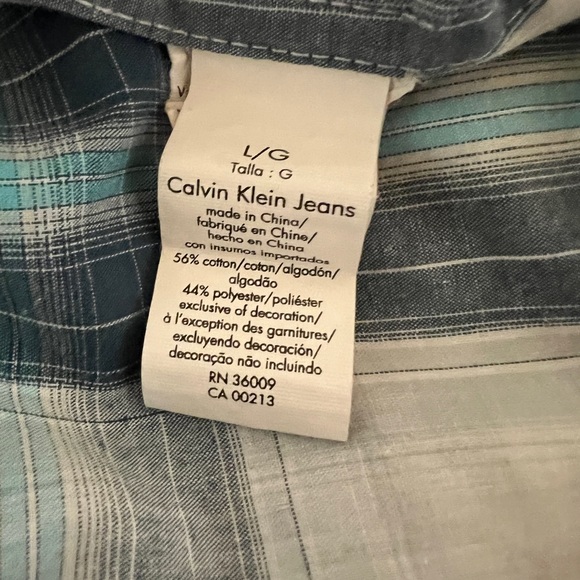 L/G
Talla : G
Calvin Klein Jeans
made in China/
fabriqué en Chine/
hecho en China
con insumos importados
56% cotton/coton/algodón/
algodão
44% polyester/poliéster
exclusive of decoration/
à l'exception des garnitures/
excluyendo decoración/
decoração não incluindo
RN 36009
CA 00213